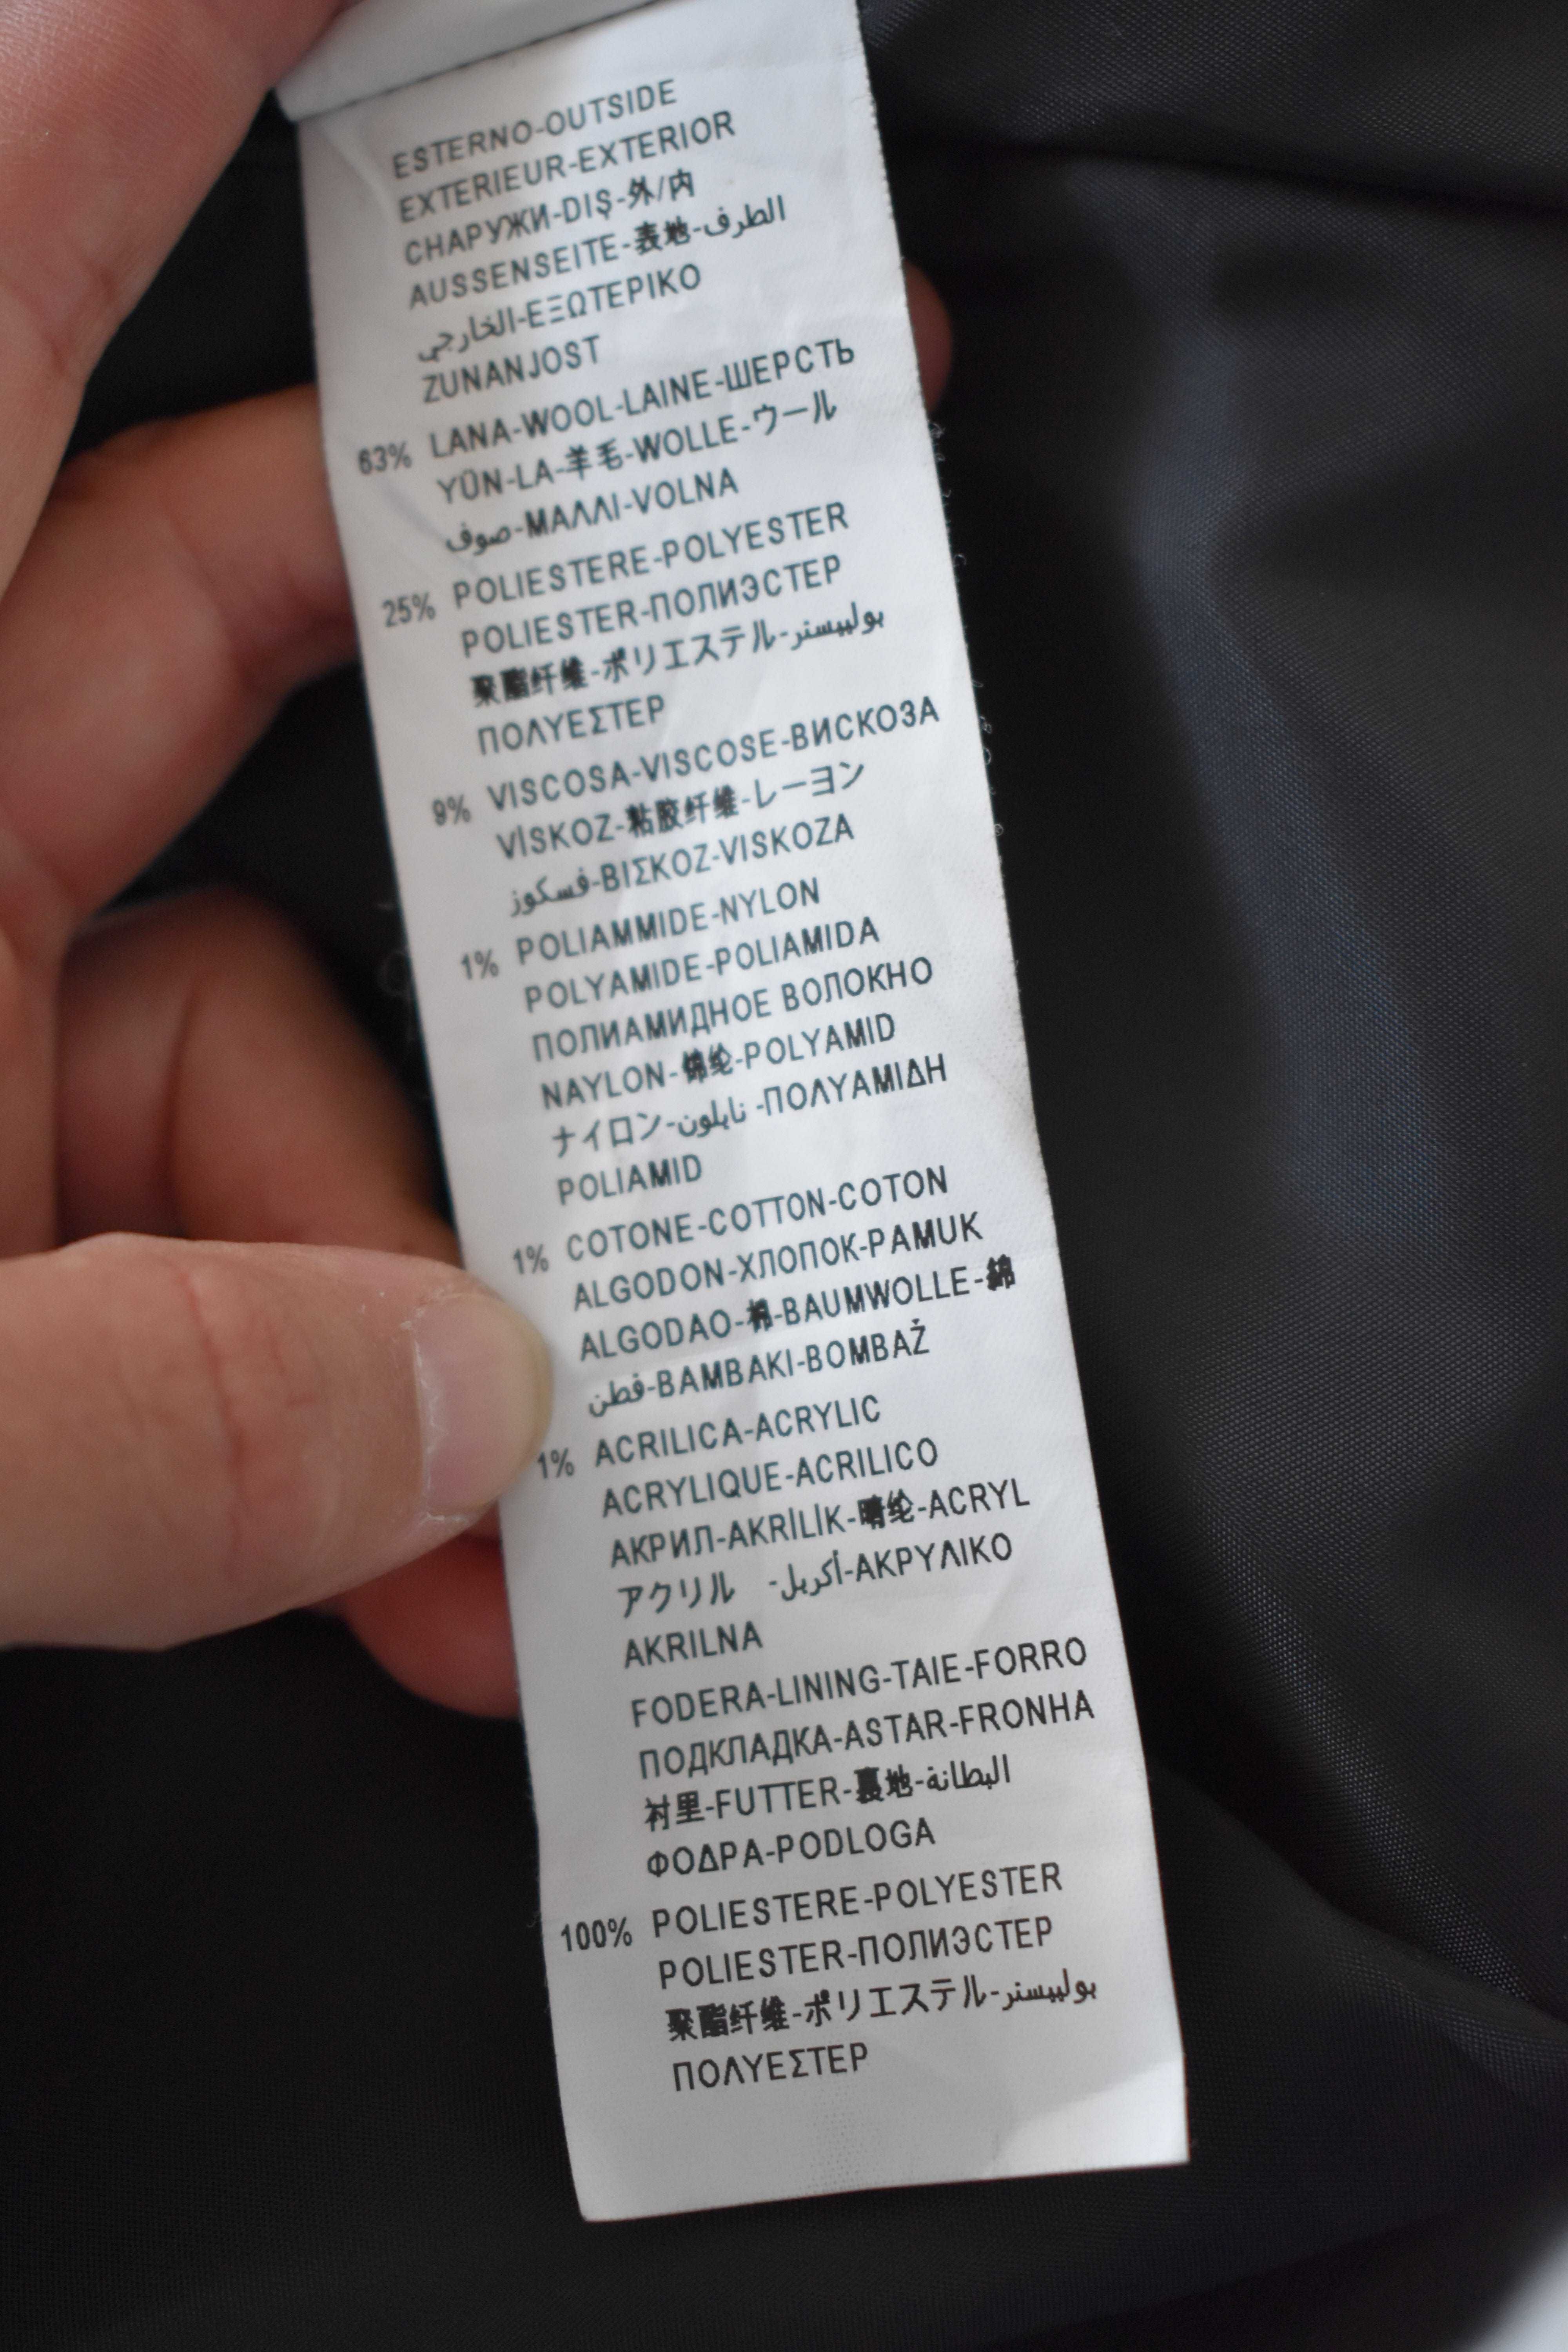 ESTERNO-OUTSIDE
EXTERIEUR-EXTERIOR
СНАРУЖИ-DIŞ-外/内
AUSSENSEITE-表地-الطرف
الخارجي-ΕΞΩΤΕΡΙΚΟ
ZUNANJOST
63% LANA-WOOL-LAINE-ШЕРСТЬ
YÜN-LA-羊毛-WOLLE-ウール
صوف-ΜΑΛΛΙ-VOLNA
25% POLIESTERE-POLYESTER
POLIESTER-ПОЛИЭСТЕР
聚酯纤维-ポリエステル-بولييستر
ΠΟΛΥΕΣΤΕΡ
9% VISCOSA-VISCOSE-ВИСКОЗА
VİSKOZ-粘胶纤维-レーヨン
فسكوز-ΒΙΣΚΟΖ-VISKOZA
1% POLIAMMIDE-NYLON
POLYAMIDE-POLIAMIDA
ПОЛИАМИДНОЕ ВОЛОКНО
NAYLON-锦纶-POLYAMID
ナイロン-نايلون -ΠΟΛΥΑΜΙΔΗ
POLIAMID
1% COTONE-COTTON-COTON
ALGODON-ХЛОПОК-PAMUK
ALGODAO-棉-BAUMWOLLE-綿
قطن-BAMBAKI-BOMBAŽ
1% ACRILICA-ACRYLIC
ACRYLIQUE-ACRILICO
АКРИЛ-AKRİLİK-晴纶-ACRYL
アクリル -أكريل-ΑΚΡΥΛΙΚΟ
AKRILNA
FODERA-LINING-TAIE-FORRO
ПОДКЛАДКА-ASTAR-FRONHA
衬里-FUTTER-裏地-البطانة
ΦΟΔΡΑ-PODLOGA
100% POLIESTERE-POLYESTER
POLIESTER-ПОЛИЭСТЕР
聚酯纤维-ポリエステル-بولييستر
ΠΟΛΥΕΣΤΕΡ